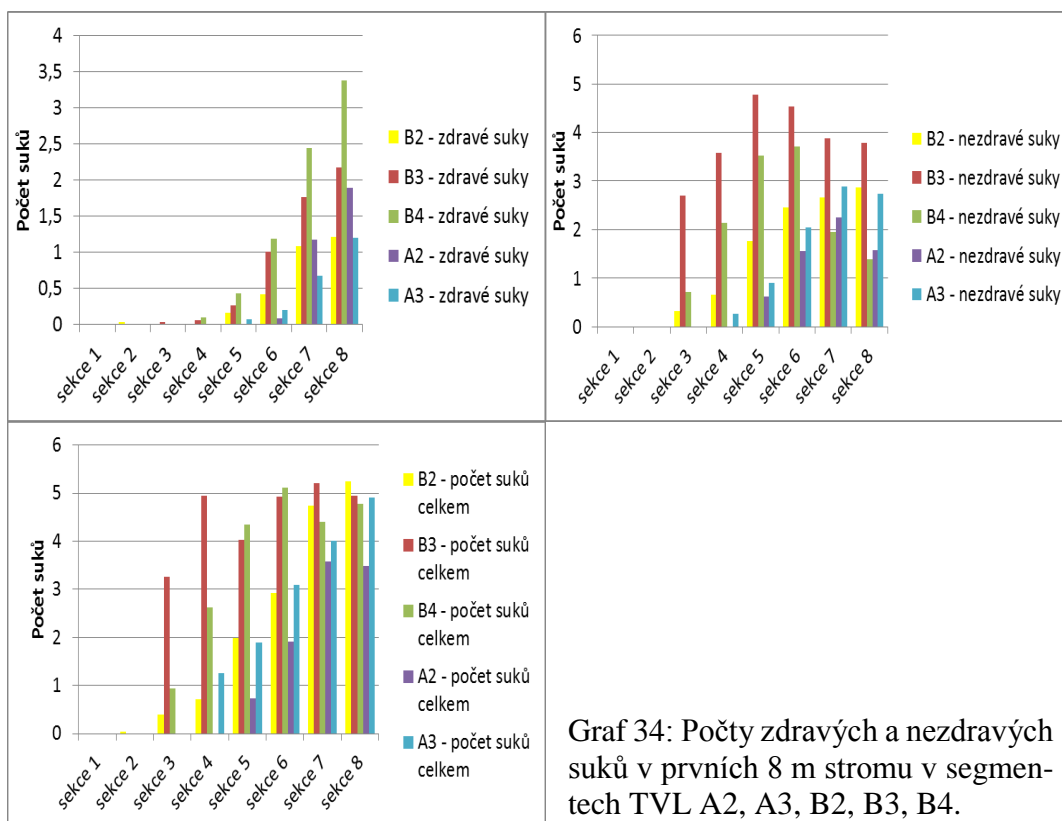 4
3,5
3
2,5
2
1,5
1
0,5
0
Počet suků
sekce 1
sekce 2
sekce 3
sekce 4
sekce 5
sekce 6
sekce 7
sekce 8
B2 - zdravé suky
B3 - zdravé suky
B4 - zdravé suky
A2 - zdravé suky
A3 - zdravé suky
6
5
4
3
2
1
0
Počet suků
sekce 1
sekce 2
sekce 3
sekce 4
sekce 5
sekce 6
sekce 7
sekce 8
B2 - nezdravé suky
B3 - nezdravé suky
B4 - nezdravé suky
A2 - nezdravé suky
A3 - nezdravé suky
6
5
4
3
2
1
0
Počet suků
sekce 1
sekce 2
sekce 3
sekce 4
sekce 5
sekce 6
sekce 7
sekce 8
B2 - počet suků
celkem
B3 - počet suků
celkem
B4 - počet suků
celkem
A2 - počet suků
celkem
A3 - počet suků
celkem
Graf 34: Počty zdravých a nezdravých
suků v prvních 8 m stromu v segmen-
tech TVL A2, A3, B2, B3, B4.